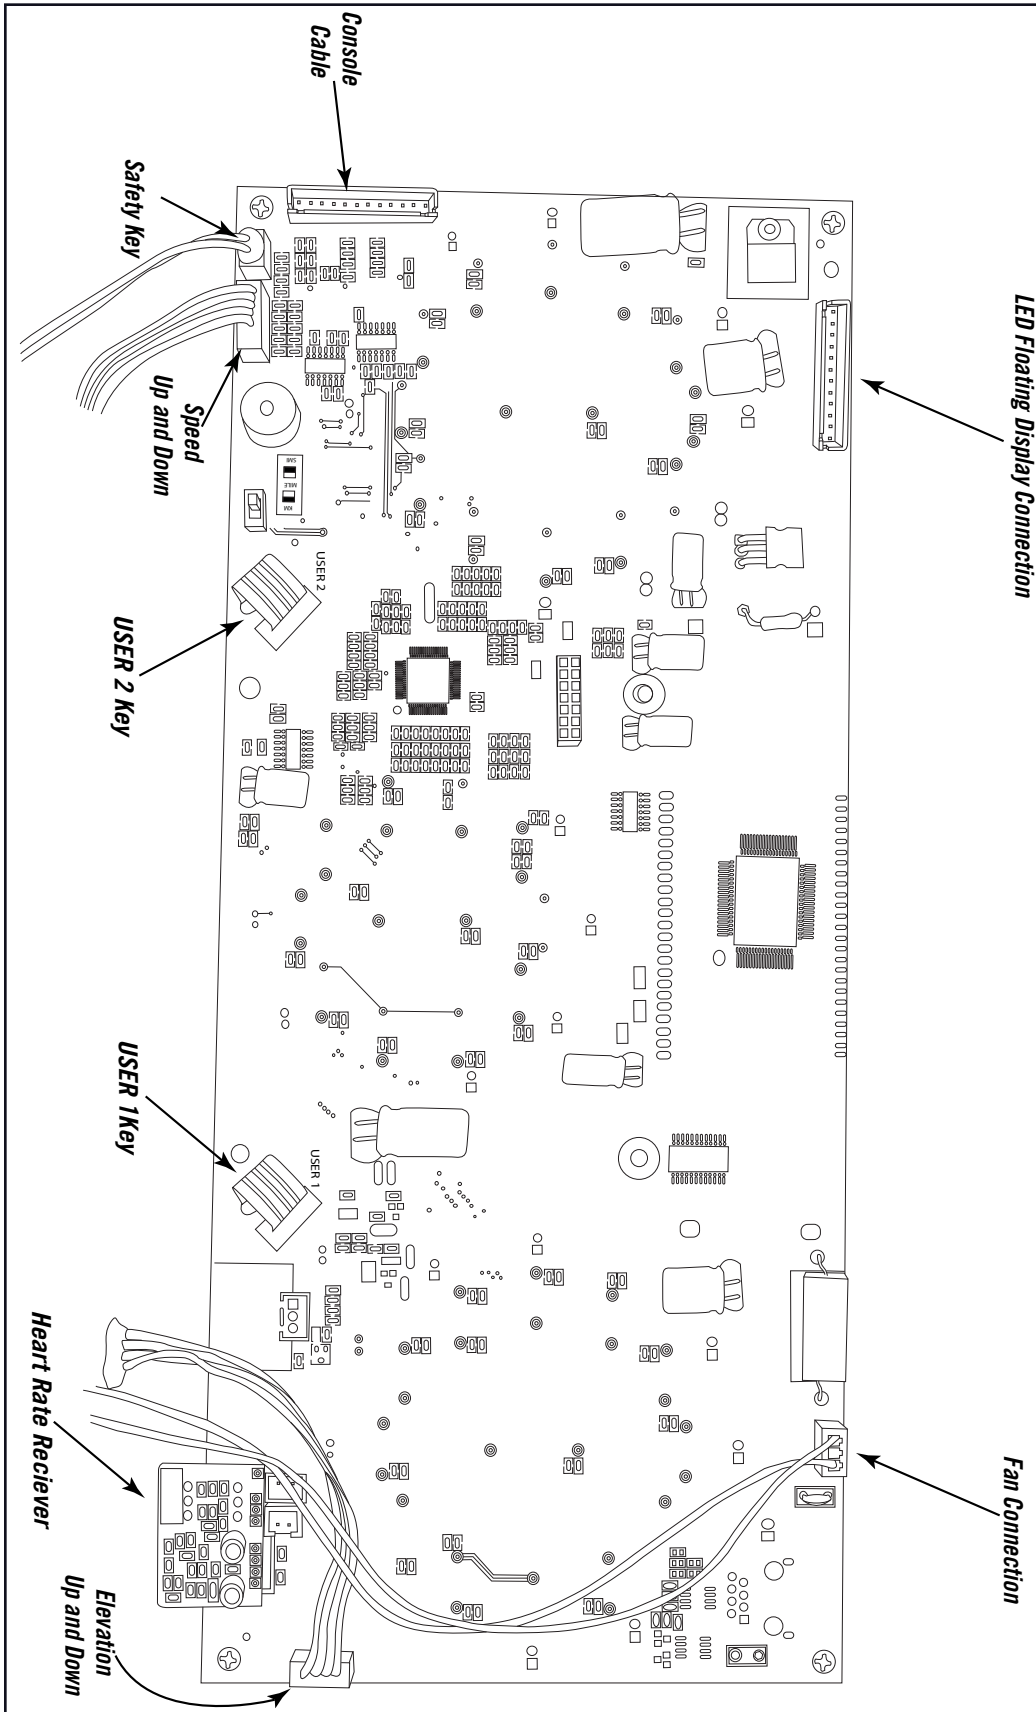 Console
Cable
Safety Key
Speed
Up and Down
LED Floating Display Connection
SMI
MILE
KM
USER 2
USER 2 Key
USER 1
USER 1Key
Heart Rate Reciever
Elevation
Up and Down
Fan Connection